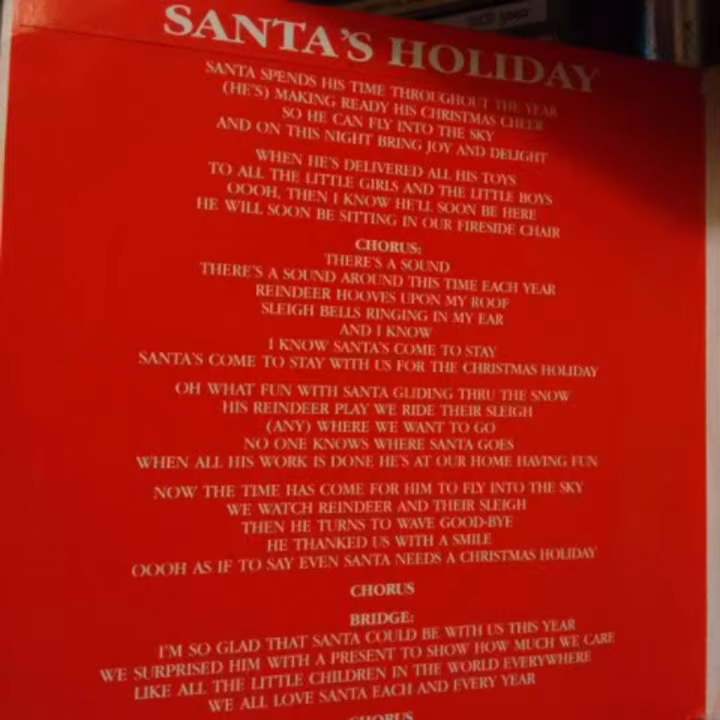 SANTA'S HOLIDAY
SANTA SPENDS HIS TIME THROUGHOUT THE YEAR
(HE'S) MAKING READY HIS CHRISTMAS CHEER
SO HE CAN FLY INTO THE SKY
AND ON THIS NIGHT BRING JOY AND DELIGHT
WHEN HE'S DELIVERED ALL HIS TOYS
TO ALL THE LITTLE GIRLS AND THE LITTLE BOYS
OOOH, THEN I KNOW HE'LL SOON BE HERE
HE WILL SOON BE SITTING IN OUR FIRESIDE CHAIR
CHORUS:
THERE'S A SOUND
THERE'S A SOUND AROUND THIS TIME EACH YEAR
REINDEER HOOVES UPON MY ROOF
SLEIGH BELLS RINGING IN MY EAR
AND I KNOW
I KNOW SANTA'S COME TO STAY
SANTA'S COME TO STAY WITH US FOR THE CHRISTMAS HOLIDAY
OH WHAT FUN WITH SANTA GLIDING THRU THE SNOW
HIS REINDEER PLAY WE RIDE THEIR SLEIGH
(ANY) WHERE WE WANT TO GO
NO ONE KNOWS WHERE SANTA GOES
WHEN ALL HIS WORK IS DONE HE'S AT OUR HOME HAVING FUN
NOW THE TIME HAS COME FOR HIM TO FLY INTO THE SKY
WE WATCH REINDEER AND THEIR SLEIGH
THEN HE TURNS TO WAVE GOOD-BYE
HE THANKED US WITH A SMILE
OOOH AS IF TO SAY EVEN SANTA NEEDS A CHRISTMAS HOLIDAY
CHORUS
BRIDGE:
I'M SO GLAD THAT SANTA COULD BE WITH US THIS YEAR
WE SURPRISED HIM WITH A PRESENT TO SHOW HOW MUCH WE CARE
LIKE ALL THE LITTLE CHILDREN IN THE WORLD EVERYWHERE
WE ALL LOVE SANTA EACH AND EVERY YEAR
CHORUS